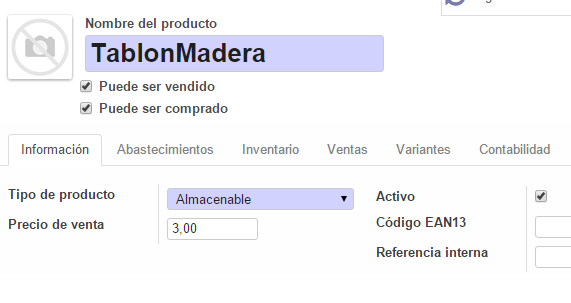 Nombre del producto
TablonMadera
Puede ser vendido
Puede ser comprado
Información Abastecimientos Inventario Ventas Variantes Contabilidad
Tipo de producto Almacenable Activo
Precio de venta 3,00 Código EAN13
Referencia interna